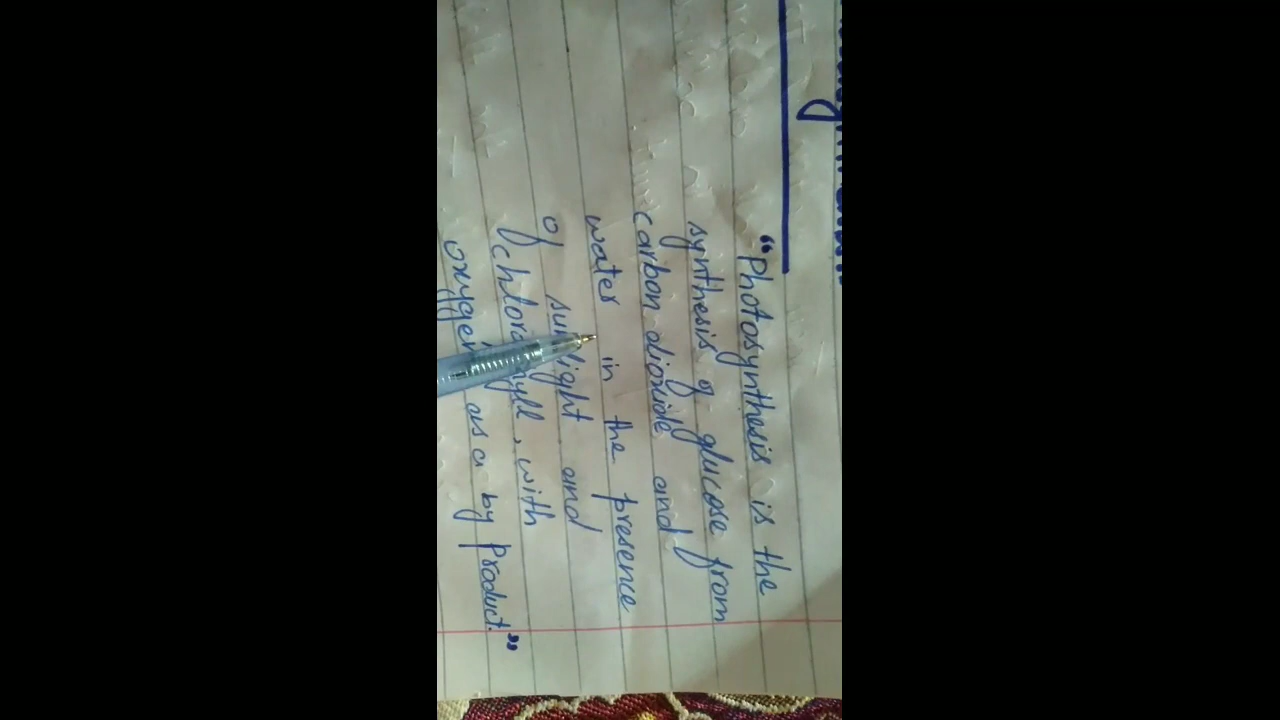 "Photosynthesis is the
synthesis of glucose from
carbon dioxide and
water in the presence
of sunlight and
chlorophyll, with
oxygen as a by product."